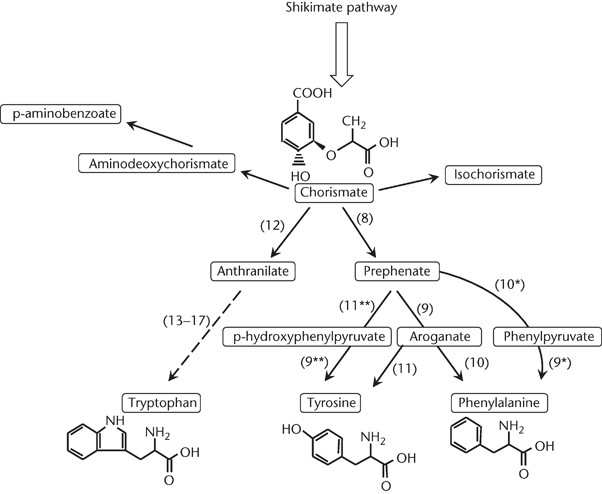 Shikimate pathway
COOH
CH2
OH
O
O
HO
p-aminobenzoate
Aminodeoxychorismate
Isochorismate
Chorismate
(12)
(8)
Anthranilate
Prephenate
(10*)
(13–17)
(11**)
(9)
p-hydroxyphenylpyruvate
Arogenate
Phenylpyruvate
(9**)
(11)
(10)
(9*)
Tryptophan
Tyrosine
Phenylalanine
NH
NH2
OH
O
HO
NH2
OH
O
NH2
OH
O